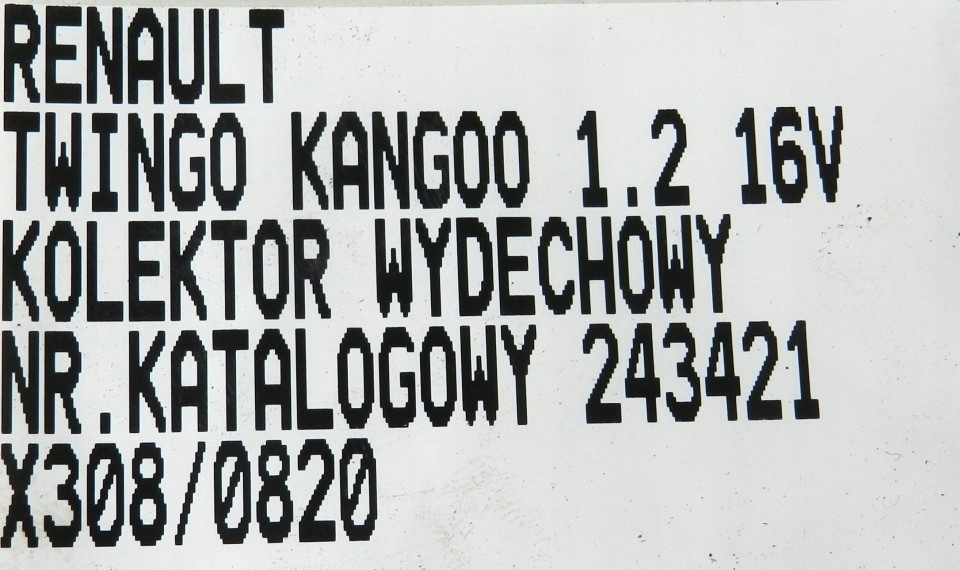 RENAULT
TWINGO KANGOO 1.2 16V
KOLEKTOR WYDECHOWY
NR.KATALOGOWY 243421
X308/0820